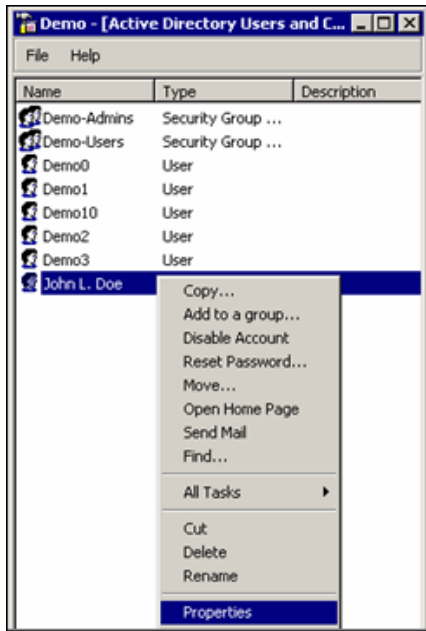 Demo - [Active Directory Users and C...
File Help
Name Type Description
Demo-Admins Security Group ...
Demo-Users Security Group ...
Demo0 User
Demo1 User
Demo10 User
Demo2 User
Demo3 User
John L. Doe
Copy...
Add to a group...
Disable Account
Reset Password...
Move...
Open Home Page
Send Mail
Find...
All Tasks
Cut
Delete
Rename
Properties